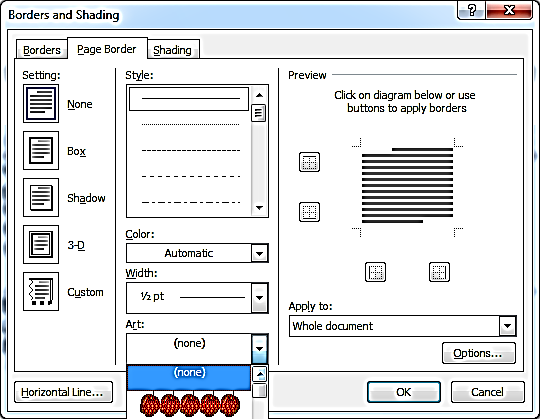 Borders and Shading
?
Borders Page Border Shading
Setting:
None
Box
Shadow
3-D
Custom
Style:
Color:
Automatic
Width:
½ pt
Art:
(none)
(none)
Preview
Click on diagram below or use
buttons to apply borders
Apply to:
Whole document
Options...
Horizontal Line...
OK
Cancel